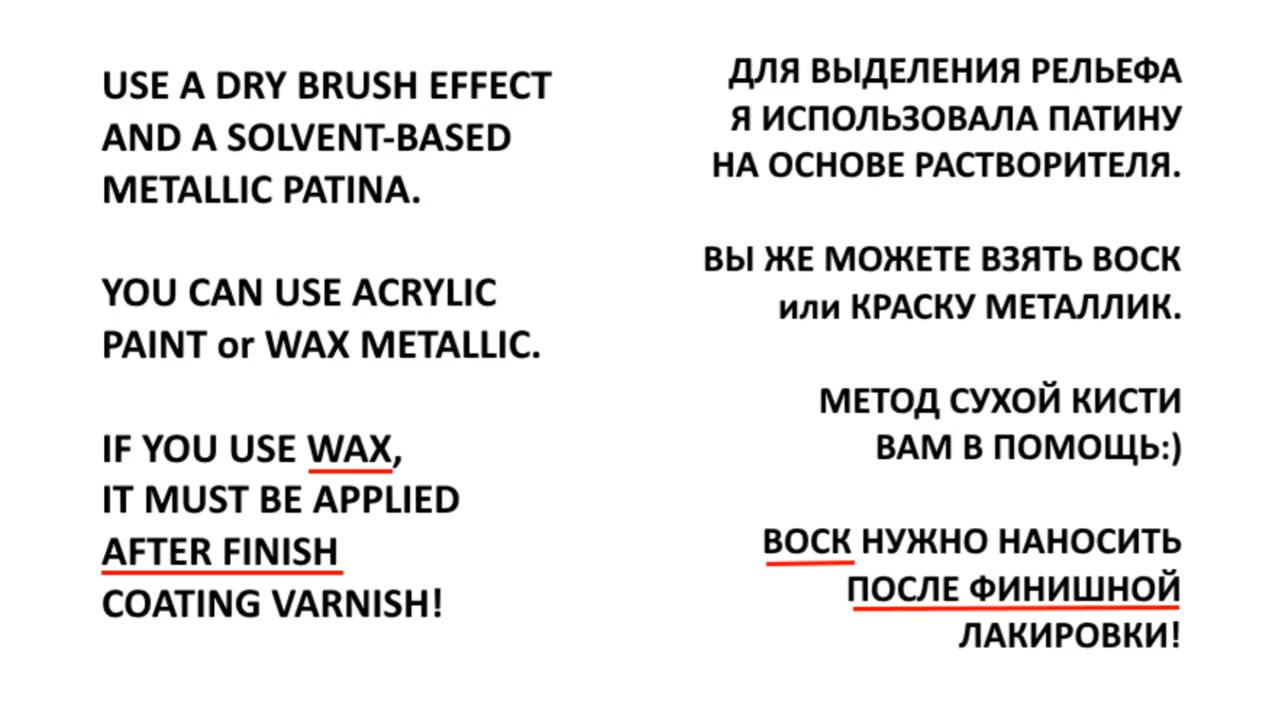 USE A DRY BRUSH EFFECT
AND A SOLVENT-BASED
METALLIC PATINA.
YOU CAN USE ACRYLIC
PAINT or WAX METALLIC.
IF YOU USE WAX,
IT MUST BE APPLIED
AFTER FINISH
COATING VARNISH!
ДЛЯ ВЫДЕЛЕНИЯ РЕЛЬЕФА
Я ИСПОЛЬЗОВАЛА ПАТИНУ
НА ОСНОВЕ РАСТВОРИТЕЛЯ.
ВЫ ЖЕ МОЖЕТЕ ВЗЯТЬ ВОСК
или КРАСКУ МЕТАЛЛИК.
МЕТОД СУХОЙ КИСТИ
ВАМ В ПОМОЩЬ:)
ВОСК НУЖНО НАНОСИТЬ
ПОСЛЕ ФИНИШНОЙ
ЛАКИРОВКИ!